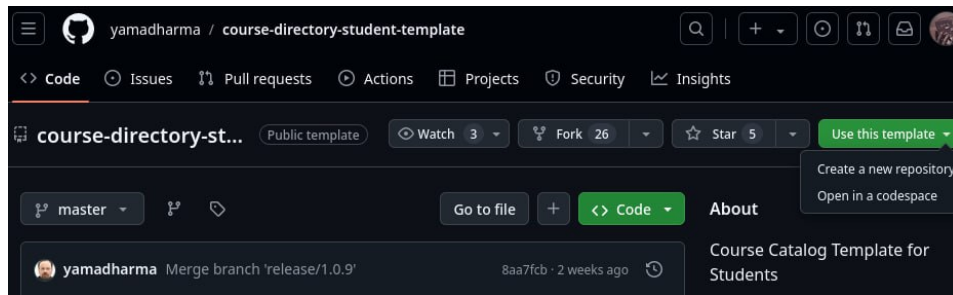 yamadharma / course-directory-student-template
Code Issues Pull requests Actions Projects Security Insights
course-directory-st... Public template Watch 3 Fork 26 Star 5 Use this template
Create a new repository
Open in a codespace
master Go to file Code About
Course Catalog Template for
Students
yamadharma Merge branch 'release/1.0.9' 8aa7fcb · 2 weeks ago